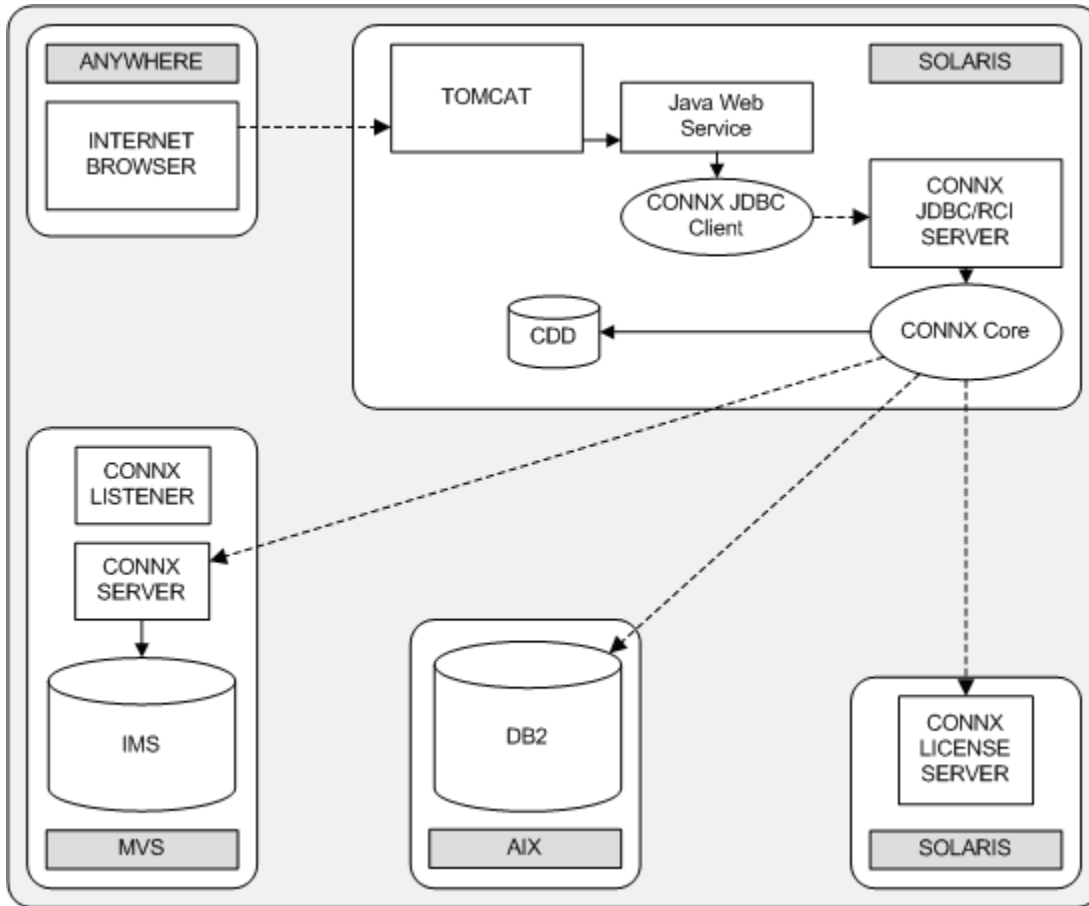 ANYWHERE
INTERNET
BROWSER
TOMCAT
Java Web
Service
SOLARIS
CONNX JDBC
Client
CONNX
JDBC/RCI
SERVER
CDD
CONNX Core
CONNX
LISTENER
CONNX
SERVER
IMS
MVS
DB2
AIX
CONNX
LICENSE
SERVER
SOLARIS